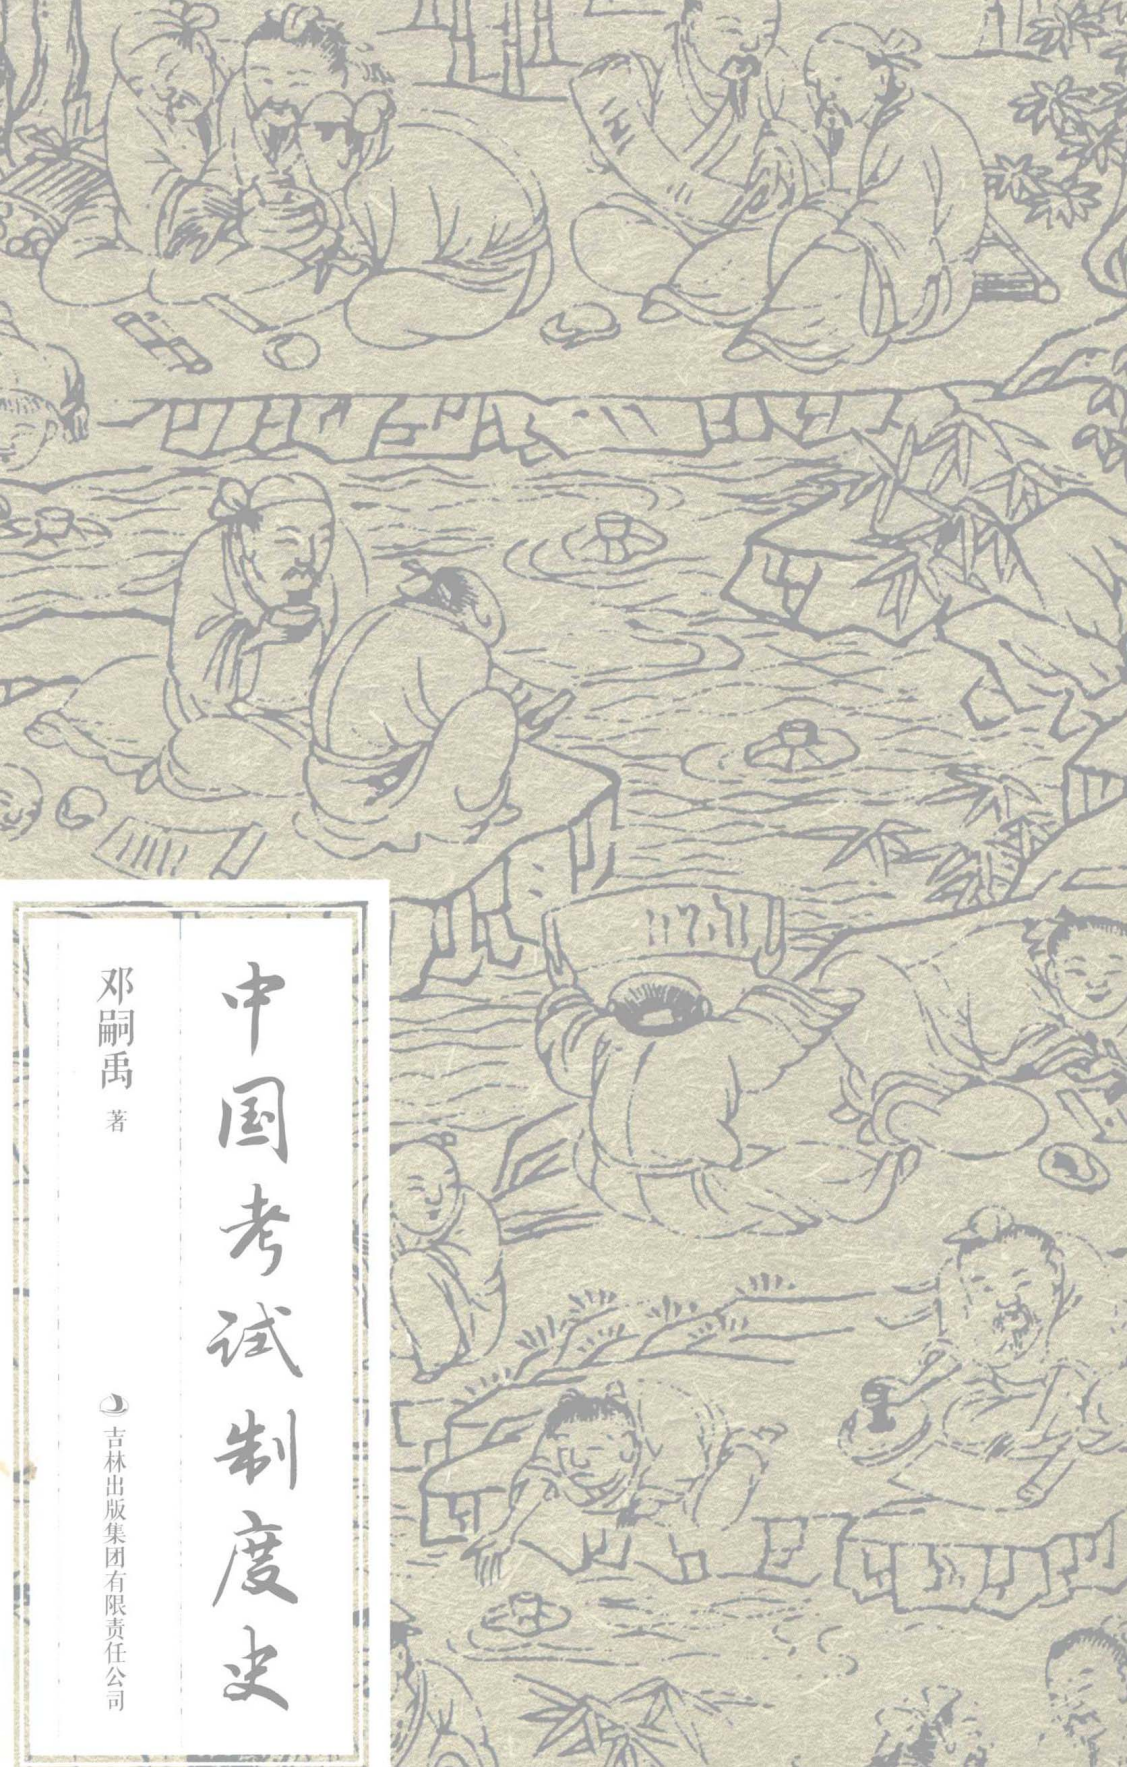 中国考试制度史
邓嗣禹 著
吉林出版集团有限责任公司